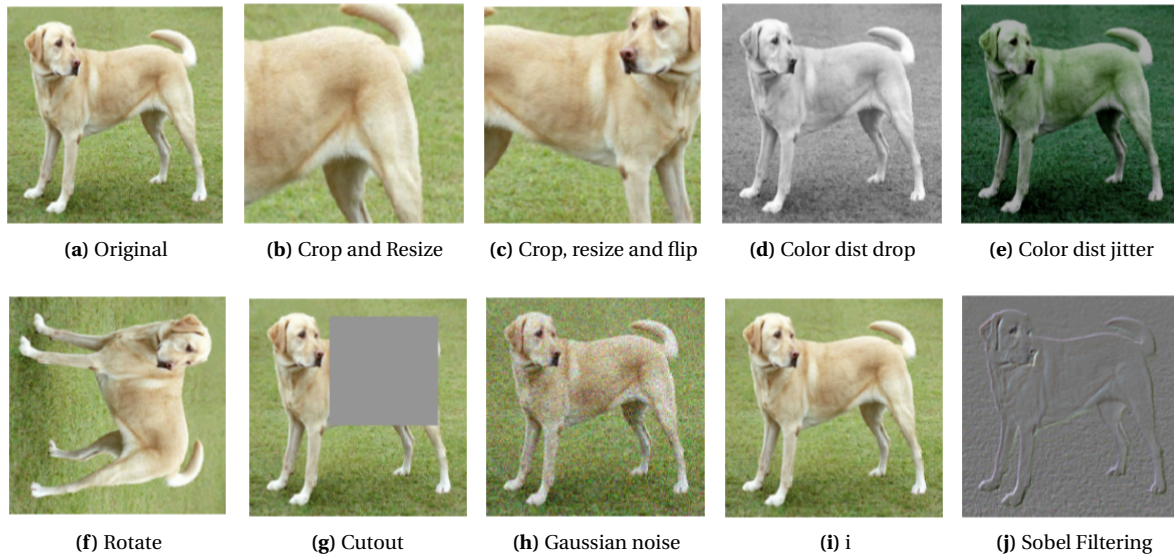 (a) Original
(b) Crop and Resize
(c) Crop, resize and flip
(d) Color dist drop
(e) Color dist jitter
(f) Rotate
(g) Cutout
(h) Gaussian noise
(i) i
(j) Sobel Filtering